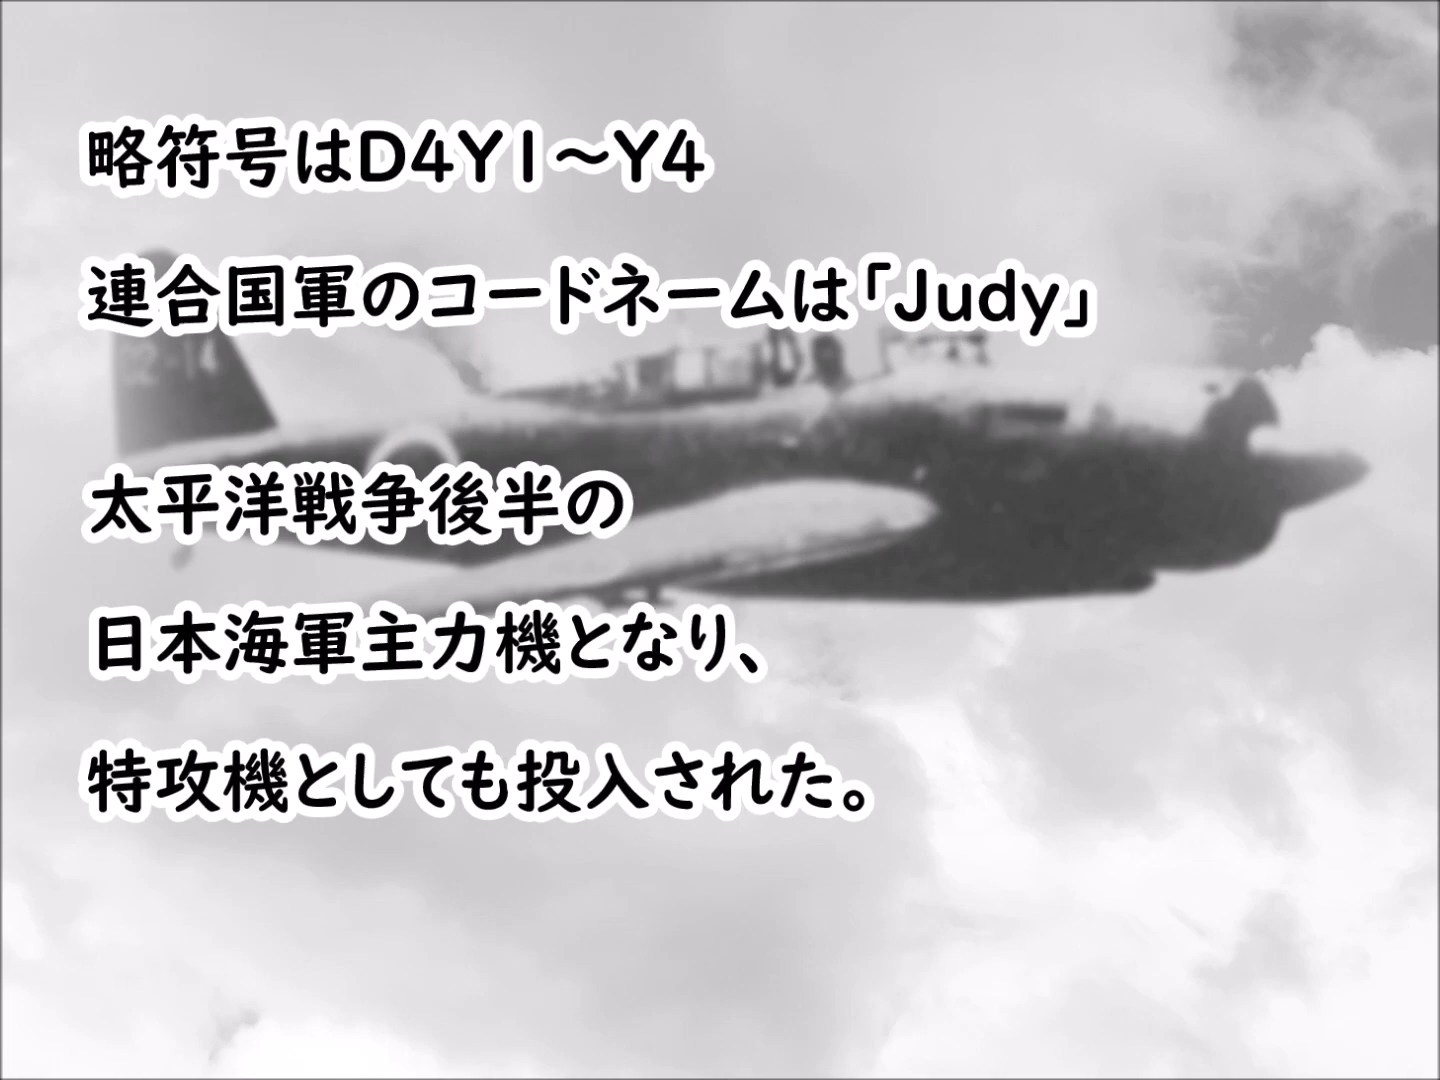 略符号はD4Y1～Y4
連合国軍のコードネームは「Judy」
太平洋戦争後半の
日本海軍主力機となり、
特攻機としても投入された。